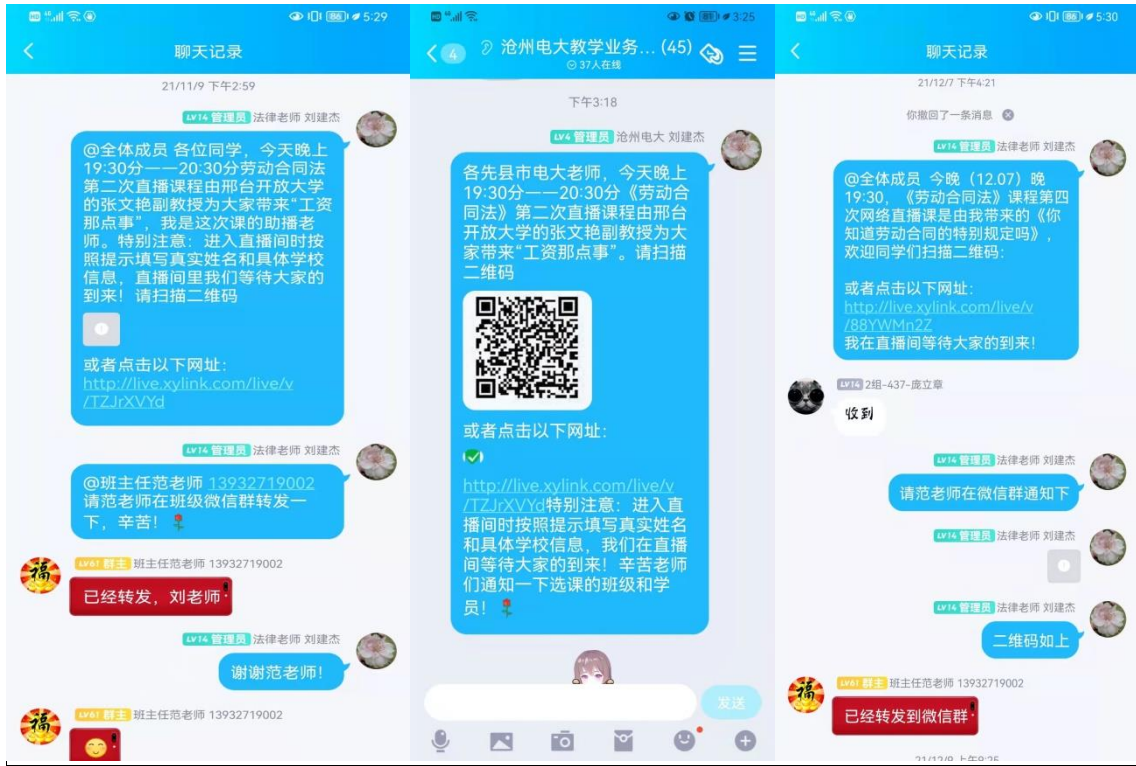 5:29
聊天记录
21/11/9 下午2:59
LV14 管理员 法律老师 刘建杰
@全体成员 各位同学，今天晚上
19:30分——20:30分劳动合同法
第二次直播课程由邢台开放大学
的张文艳副教授为大家带来“工资
那点事”，我是这次课的助播老
师。特别注意：进入直播间时按
照提示填写真实姓名和具体学校
信息，直播间里我们等待大家的
到来！请扫描二维码
或者点击以下网址：
http://live.xylink.com/live/v
/TZJrXVYd
LV14 管理员 法律老师 刘建杰
@班主任范老师 13932719002
请范老师在班级微信群转发一
下，辛苦！
LV61 群主 班主任范老师 13932719002
福
已经转发，刘老师
LV14 管理员 法律老师 刘建杰
谢谢范老师！
LV61 群主 班主任范老师 13932719002
福
3:25
4
沧州电大教学业务... (45)
37人在线
下午3:18
LV4 管理员 沧州电大 刘建杰
各先县市电大老师，今天晚上
19:30分——20:30分《劳动合
同法》第二次直播课程由邢台
开放大学的张文艳副教授为大
家带来“工资那点事”。请扫描
二维码
或者点击以下网址：
http://live.xylink.com/live/v
/TZJrXVYd特别注意：进入直
播间时按照提示填写真实姓名
和具体学校信息，我们在直播
间等待大家的到来！辛苦老师
们通知一下选课的班级和学
员！
发送
5:30
聊天记录
21/12/7 下午4:21
你撤回了一条消息
LV14 管理员 法律老师 刘建杰
@全体成员 今晚（12.07）晚
19:30，《劳动合同法》课程第四
次网络直播课是由我带来的《你
知道劳动合同的特别规定吗》，
欢迎同学们扫描二维码：
或者点击以下网址：
http://live.xylink.com/live/v
/88YWMn2Z
我在直播间等待大家的到来！
LV14 2组-437-庞立章
收到
LV14 管理员 法律老师 刘建杰
请范老师在微信群通知下
LV14 管理员 法律老师 刘建杰
LV14 管理员 法律老师 刘建杰
二维码如上
LV61 群主 班主任范老师 13932719002
福
已经转发到微信群
21/12/9 上午9:25